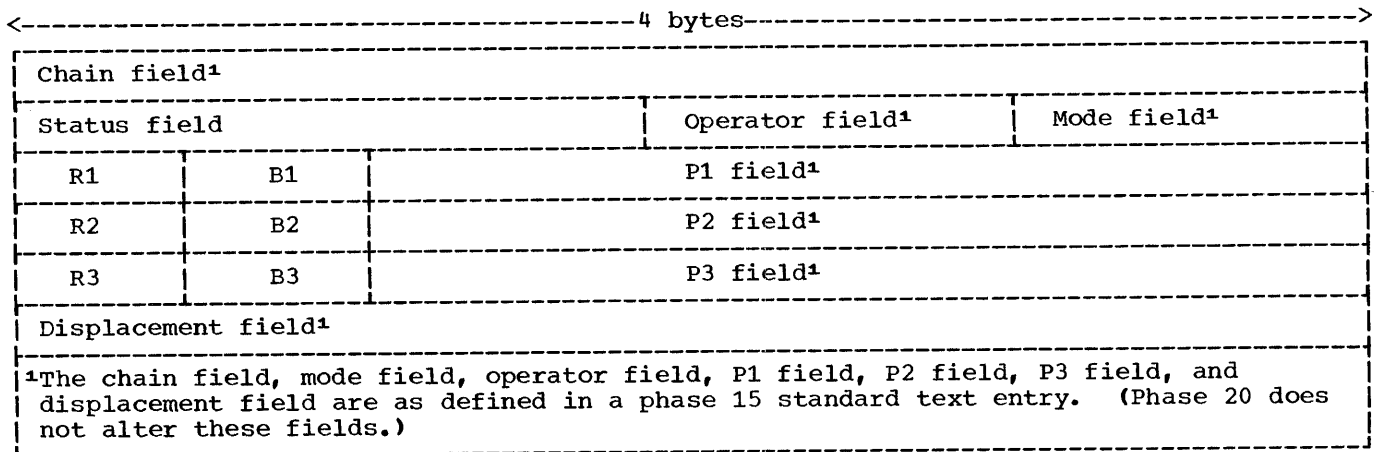 4 bytes
Chain field¹
Status field Operator field¹ Mode field¹
R1 B1 P1 field¹
R2 B2 P2 field¹
R3 B3 P3 field¹
Displacement field¹
¹The chain field, mode field, operator field, P1 field, P2 field, P3 field, and
displacement field are as defined in a phase 15 standard text entry. (Phase 20 does
not alter these fields.)